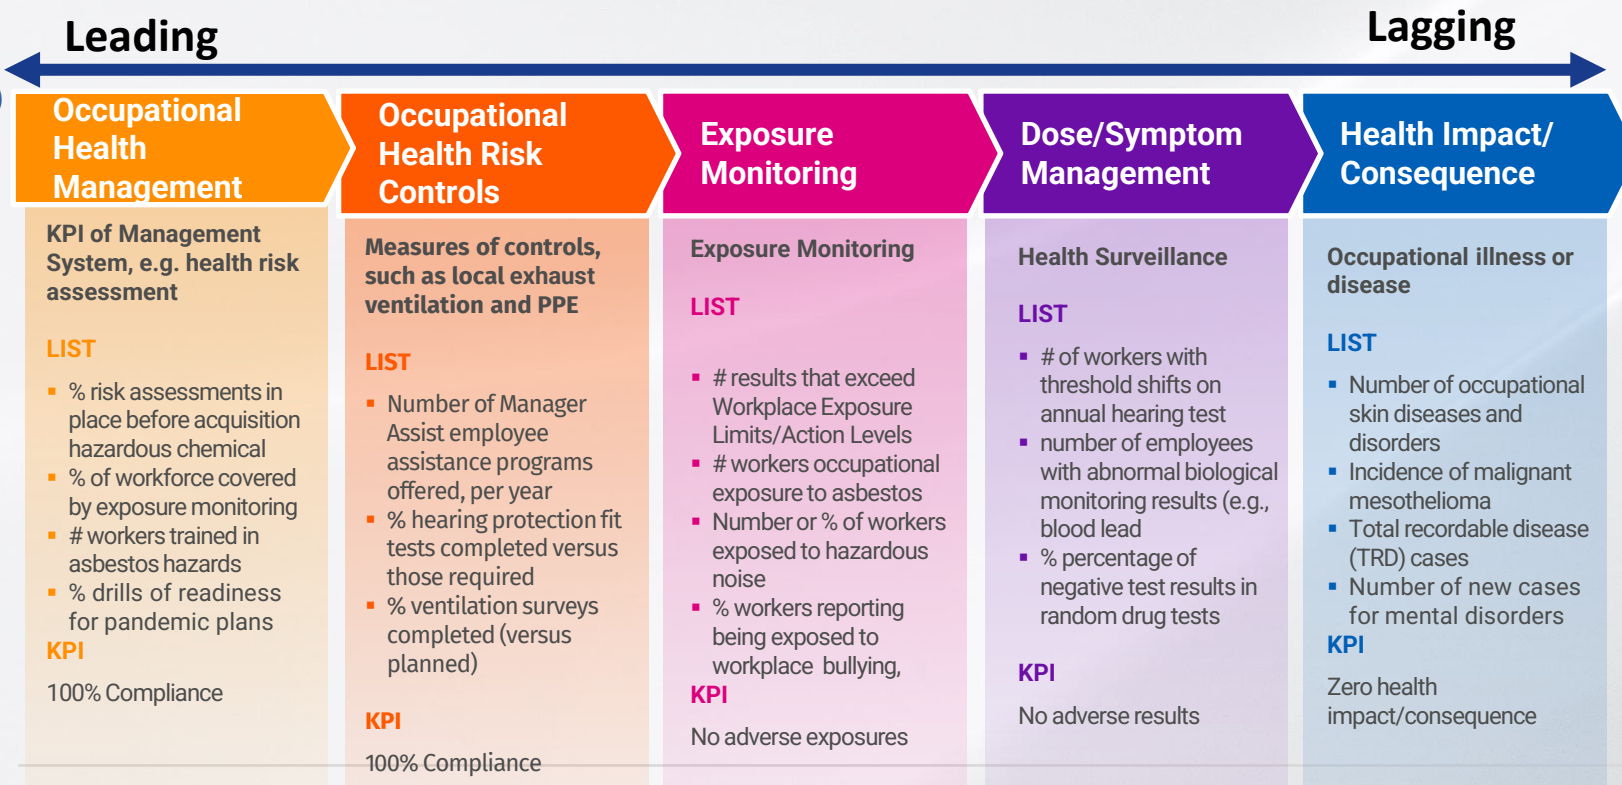 Leading
Lagging
Occupational
Health
Management
KPI of Management
System, e.g. health risk
assessment
LIST
▪ % risk assessments in
place before acquisition
hazardous chemical
▪ % of workforce covered
by exposure monitoring
▪ # workers trained in
asbestos hazards
▪ % drills of readiness
for pandemic plans
KPI
100% Compliance
Occupational
Health Risk
Controls
Measures of controls,
such as local exhaust
ventilation and PPE
LIST
▪ Number of Manager
Assist employee
assistance programs
offered, per year
▪ % hearing protection fit
tests completed versus
those required
▪ % ventilation surveys
completed (versus
planned)
KPI
100% Compliance
Exposure
Monitoring
Exposure Monitoring
LIST
▪ # results that exceed
Workplace Exposure
Limits/Action Levels
▪ # workers occupational
exposure to asbestos
▪ Number or % of workers
exposed to hazardous
noise
▪ % workers reporting
being exposed to
workplace bullying,
KPI
No adverse exposures
Dose/Symptom
Management
Health Surveillance
LIST
▪ # of workers with
threshold shifts on
annual hearing test
▪ number of employees
with abnormal biological
monitoring results (e.g.,
blood lead
▪ % percentage of
negative test results in
random drug tests
KPI
No adverse results
Health Impact/
Consequence
Occupational illness or
disease
LIST
▪ Number of occupational
skin diseases and
disorders
▪ Incidence of malignant
mesothelioma
▪ Total recordable disease
(TRD) cases
▪ Number of new cases
for mental disorders
KPI
Zero health
impact/consequence